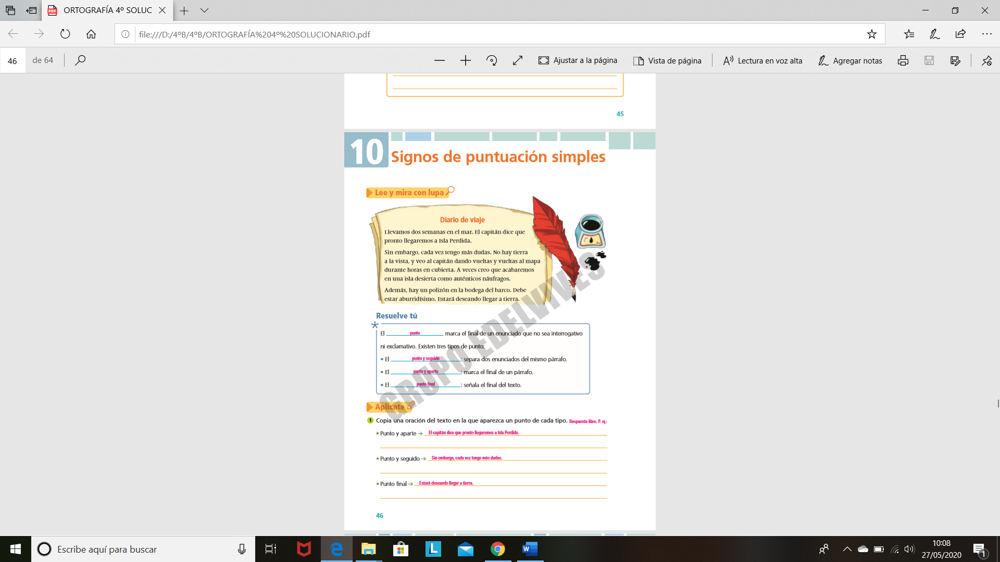 ORTOGRAFÍA 4º SOLUC
file:///D:/4ºB/4ºB/ORTOGRAFÍA%204º%20SOLUCIONARIO.pdf
46 de 64
Ajustar a la página
Vista de página
Lectura en voz alta
Agregar notas
45
10
Signos de puntuación simples
Lee y mira con lupa
Diario de viaje
Llevamos dos semanas en el mar. El capitán dice que
pronto llegaremos a Isla Perdida.
Sin embargo, cada vez tengo más dudas. No hay tierra
a la vista, y veo al capitán dando vueltas y vueltas al mapa
durante horas en cubierta. A veces creo que acabaremos
en una isla desierta como auténticos náufragos.
Además, hay un polizón en la bodega del barco. Debe
estar aburridísimo. Estará deseando llegar a tierra.
GRUPO EDELVIVES
Resuelve tú
El punto marca el final de un enunciado que no sea interrogativo
ni exclamativo. Existen tres tipos de punto:
• El punto y seguido: separa dos enunciados del mismo párrafo.
• El punto y aparte: marca el final de un párrafo.
• El punto final: señala el final del texto.
Aplícate
1 Copia una oración del texto en la que aparezca un punto de cada tipo. Respuesta libre. P. ej.:
• Punto y aparte → El capitán dice que pronto llegaremos a Isla Perdida.
• Punto y seguido → Sin embargo, cada vez tengo más dudas.
• Punto final → Estará deseando llegar a tierra.
46
Escribe aquí para buscar
10:08
27/05/2020
1